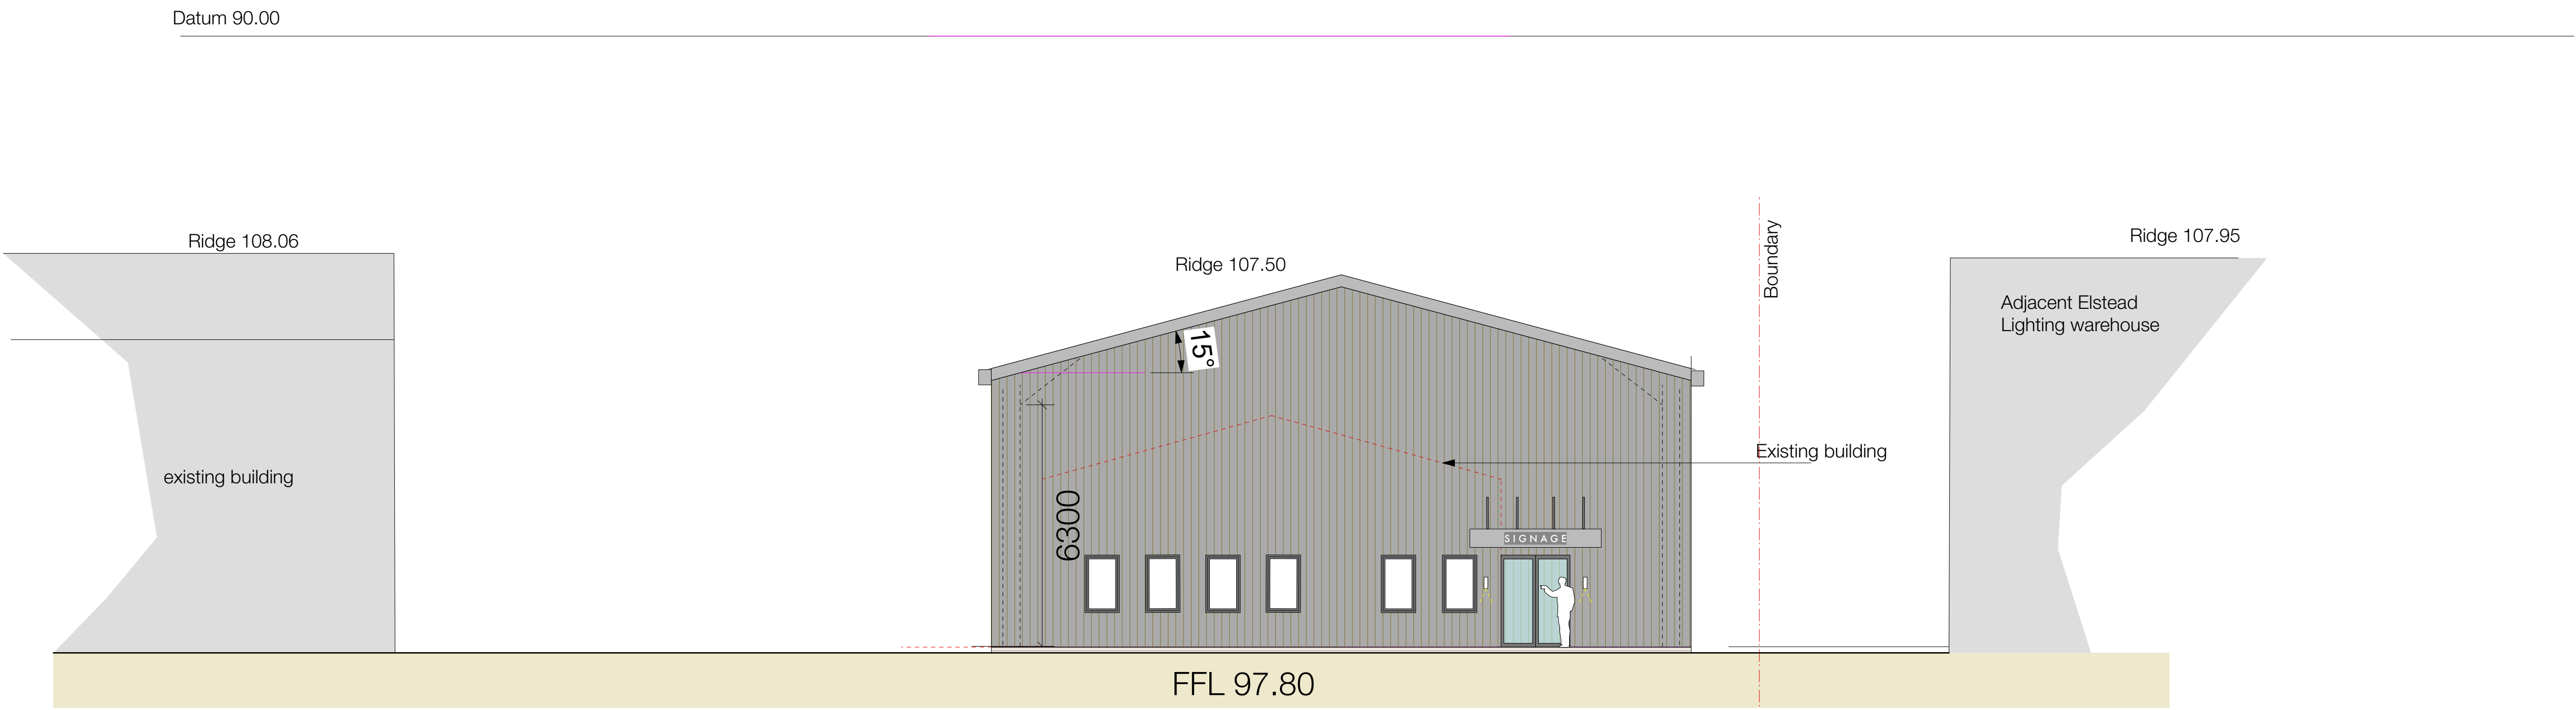 Datum 90.00
Ridge 108.06
Ridge 107.50
Boundary
Ridge 107.95
Adjacent Elstead
Lighting warehouse
15°
existing building
Existing building
6300
SIGNAGE
FFL 97.80